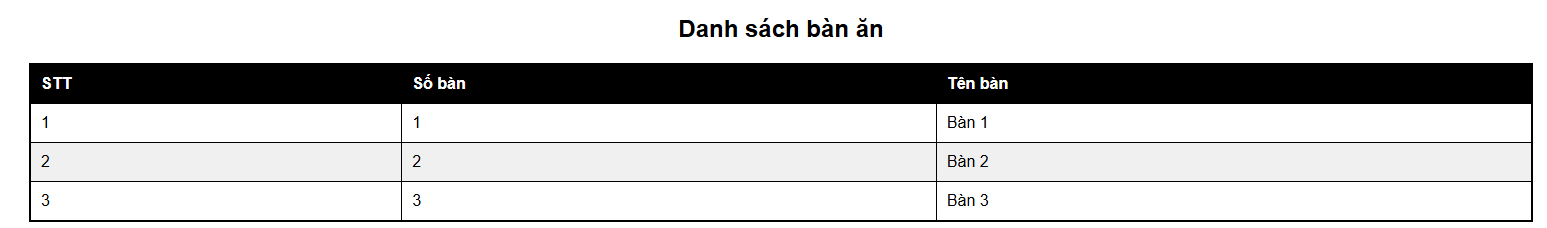 Danh sách bàn ăn
STT Số bàn Tên bàn
1 1 Bàn 1
2 2 Bàn 2
3 3 Bàn 3